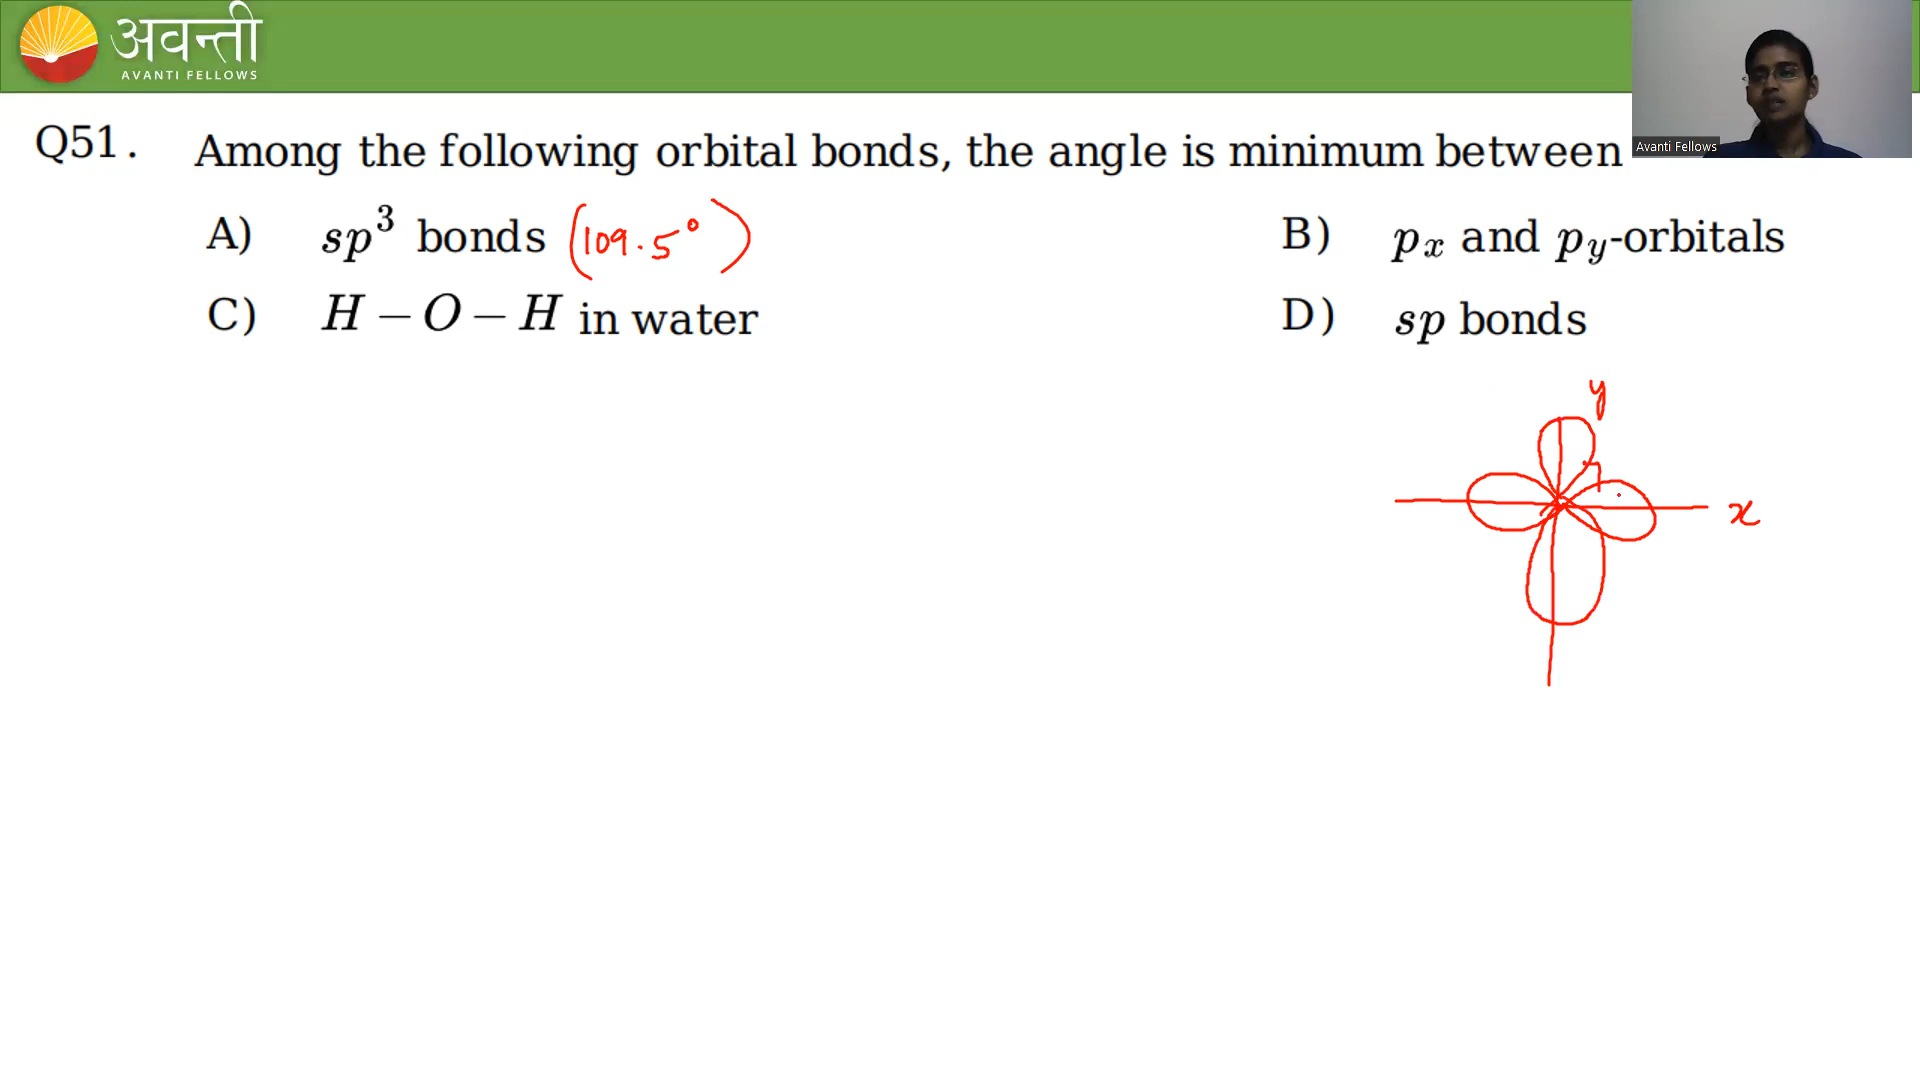 अवन्ती
AVANTI FELLOWS
Avanti Fellows
Q51. Among the following orbital bonds, the angle is minimum between
A) sp³ bonds (109.5°)
B) pₓ and p_y-orbitals
C) H – O – H in water
D) sp bonds
y
x